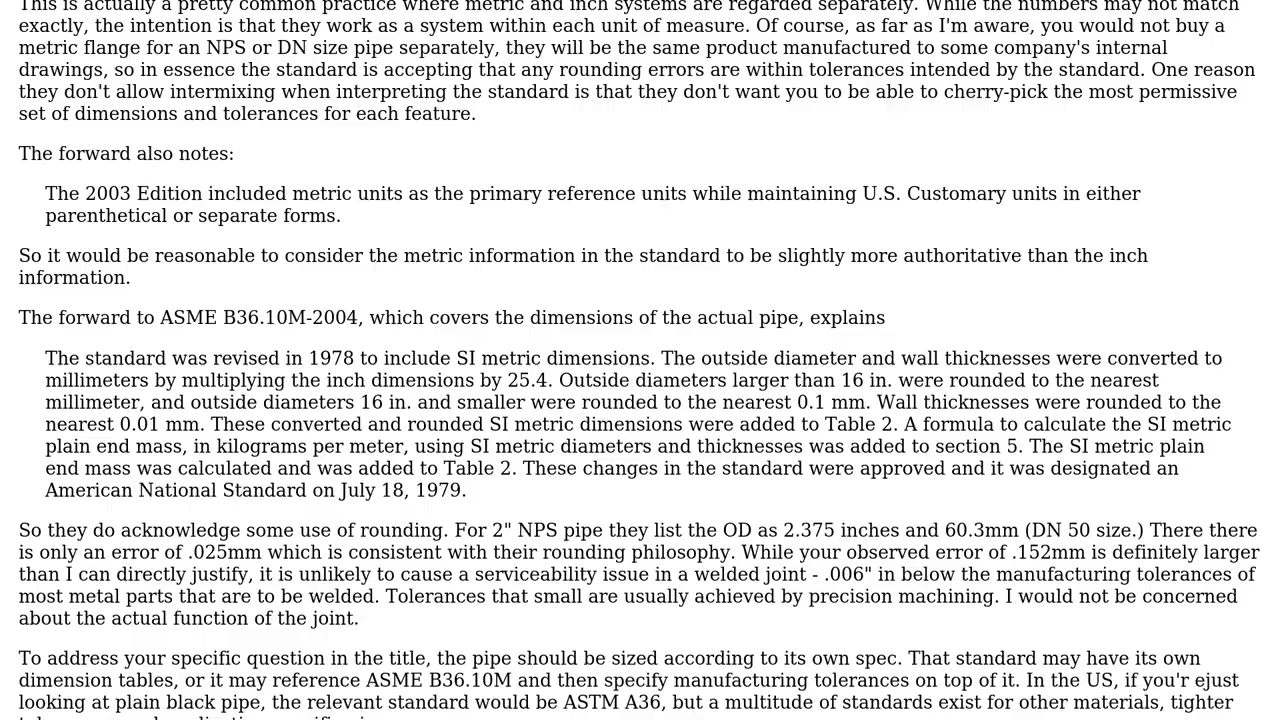 This is actually a pretty common practice where metric and inch systems are regarded separately. While the numbers may not match
exactly, the intention is that they work as a system within each unit of measure. Of course, as far as I'm aware, you would not buy a
metric flange for an NPS or DN size pipe separately, they will be the same product manufactured to some company's internal
drawings, so in essence the standard is accepting that any rounding errors are within tolerances intended by the standard. One reason
they don't allow intermixing when interpreting the standard is that they don't want you to be able to cherry-pick the most permissive
set of dimensions and tolerances for each feature.
The forward also notes:
The 2003 Edition included metric units as the primary reference units while maintaining U.S. Customary units in either
parenthetical or separate forms.
So it would be reasonable to consider the metric information in the standard to be slightly more authoritative than the inch
information.
The forward to ASME B36.10M-2004, which covers the dimensions of the actual pipe, explains
The standard was revised in 1978 to include SI metric dimensions. The outside diameter and wall thicknesses were converted to
millimeters by multiplying the inch dimensions by 25.4. Outside diameters larger than 16 in. were rounded to the nearest
millimeter, and outside diameters 16 in. and smaller were rounded to the nearest 0.1 mm. Wall thicknesses were rounded to the
nearest 0.01 mm. These converted and rounded SI metric dimensions were added to Table 2. A formula to calculate the SI metric
plain end mass, in kilograms per meter, using SI metric diameters and thicknesses was added to section 5. The SI metric plain
end mass was calculated and was added to Table 2. These changes in the standard were approved and it was designated an
American National Standard on July 18, 1979.
So they do acknowledge some use of rounding. For 2" NPS pipe they list the OD as 2.375 inches and 60.3mm (DN 50 size.) There there
is only an error of .025mm which is consistent with their rounding philosophy. While your observed error of .152mm is definitely larger
than I can directly justify, it is unlikely to cause a serviceability issue in a welded joint - .006" in below the manufacturing tolerances of
most metal parts that are to be welded. Tolerances that small are usually achieved by precision machining. I would not be concerned
about the actual function of the joint.
To address your specific question in the title, the pipe should be sized according to its own spec. That standard may have its own
dimension tables, or it may reference ASME B36.10M and then specify manufacturing tolerances on top of it. In the US, if you'r ejust
looking at plain black pipe, the relevant standard would be ASTM A36, but a multitude of standards exist for other materials, tighter